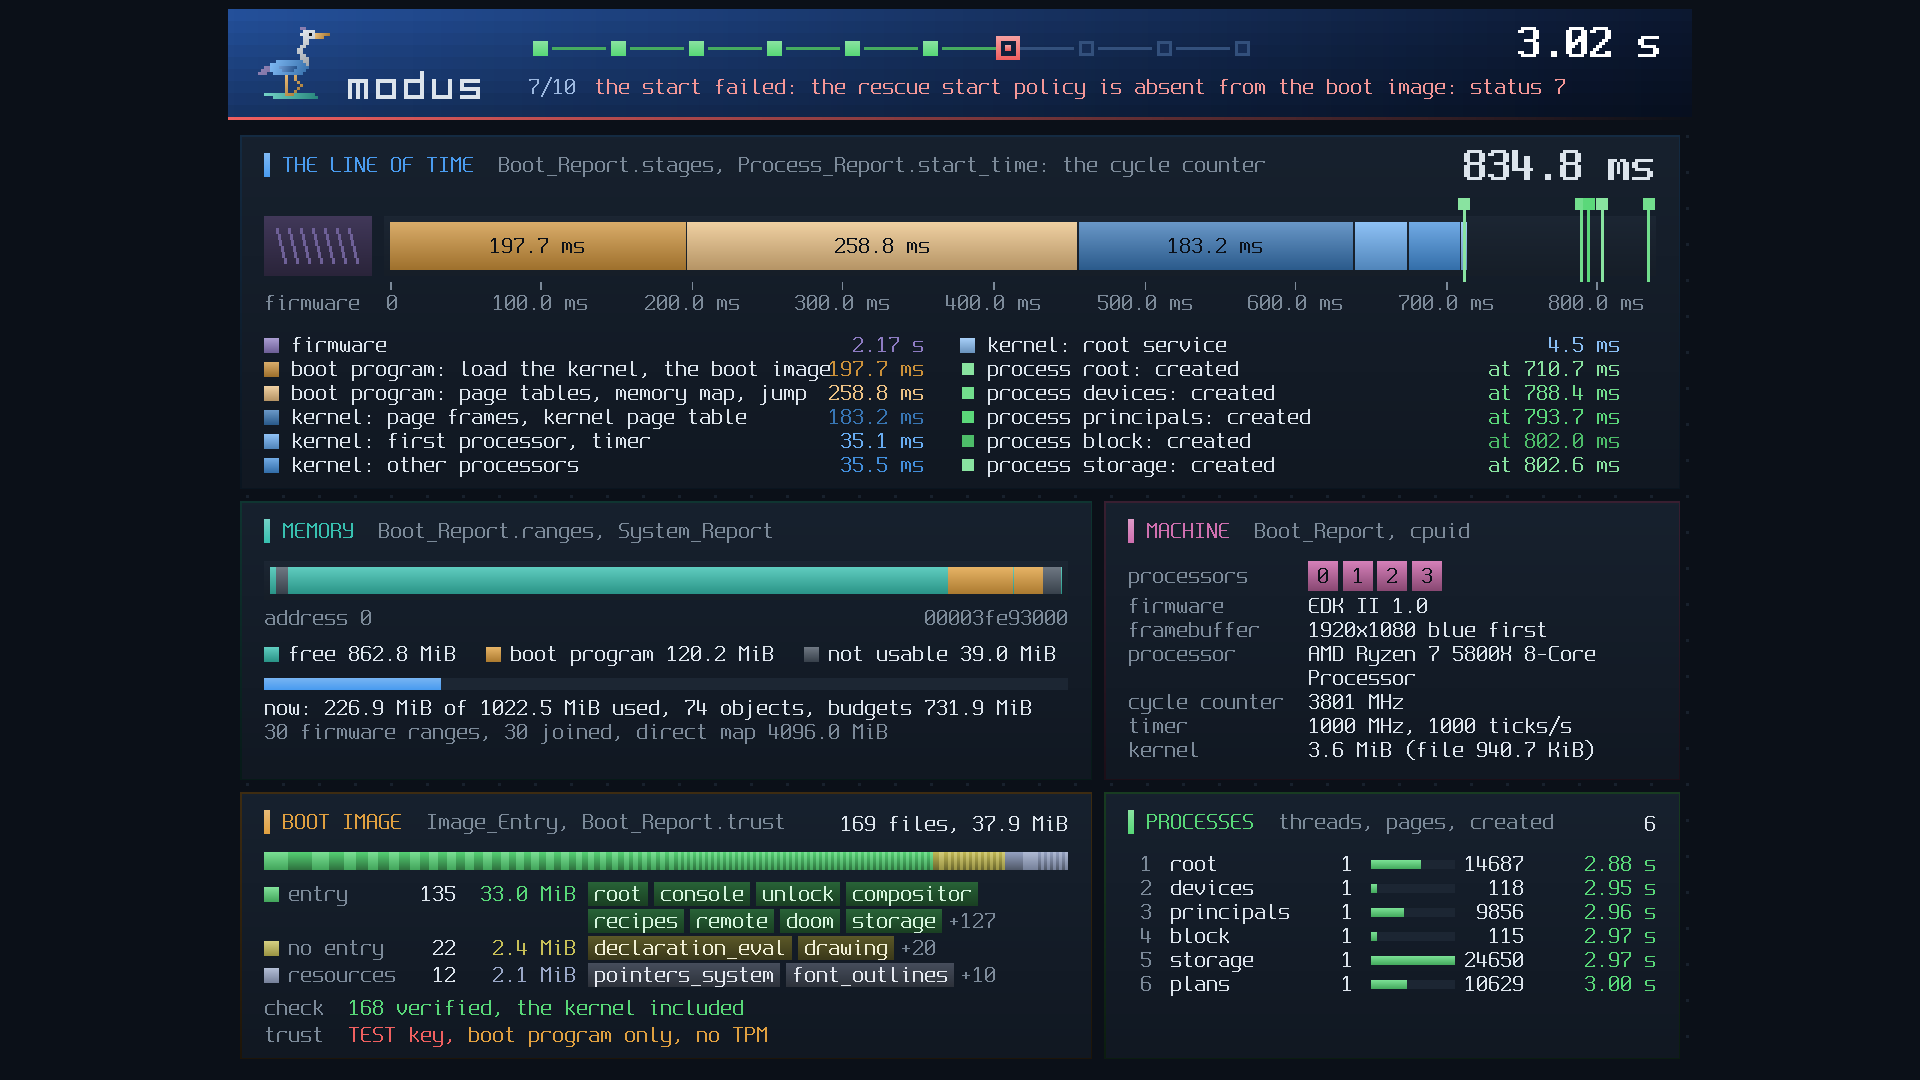 modus
3.02 s
7/10 the start failed: the rescue start policy is absent from the boot image: status 7
THE LINE OF TIME Boot_Report.stages, Process_Report.start_time: the cycle counter 834.8 ms
197.7 ms 258.8 ms 183.2 ms
firmware 0 100.0 ms 200.0 ms 300.0 ms 400.0 ms 500.0 ms 600.0 ms 700.0 ms 800.0 ms
firmware 2.17 s
boot program: load the kernel, the boot image 197.7 ms
boot program: page tables, memory map, jump 258.8 ms
kernel: page frames, kernel page table 183.2 ms
kernel: first processor, timer 35.1 ms
kernel: other processors 35.5 ms
kernel: root service 4.5 ms
process root: created at 710.7 ms
process devices: created at 788.4 ms
process principals: created at 793.7 ms
process block: created at 802.0 ms
process storage: created at 802.6 ms
MEMORY Boot_Report.ranges, System_Report
address 0 00003fe93000
free 862.8 MiB boot program 120.2 MiB not usable 39.0 MiB
now: 226.9 MiB of 1022.5 MiB used, 74 objects, budgets 731.9 MiB
30 firmware ranges, 30 joined, direct map 4096.0 MiB
MACHINE Boot_Report, cpuid
processors 0 1 2 3
firmware EDK II 1.0
framebuffer 1920x1080 blue first
processor AMD Ryzen 7 5800X 8-Core
Processor
cycle counter 3801 MHz
timer 1000 MHz, 1000 ticks/s
kernel 3.6 MiB (file 940.7 KiB)
BOOT IMAGE Image_Entry, Boot_Report.trust 169 files, 37.9 MiB
entry 135 33.0 MiB root console unlock compositor
recipes remote doom storage +127
no entry 22 2.4 MiB declaration_eval drawing +20
resources 12 2.1 MiB pointers_system font_outlines +10
check 168 verified, the kernel included
trust TEST key, boot program only, no TPM
PROCESSES threads, pages, created 6
1 root 1 14687 2.88 s
2 devices 1 118 2.95 s
3 principals 1 9856 2.96 s
4 block 1 115 2.97 s
5 storage 1 24650 2.97 s
6 plans 1 10629 3.00 s